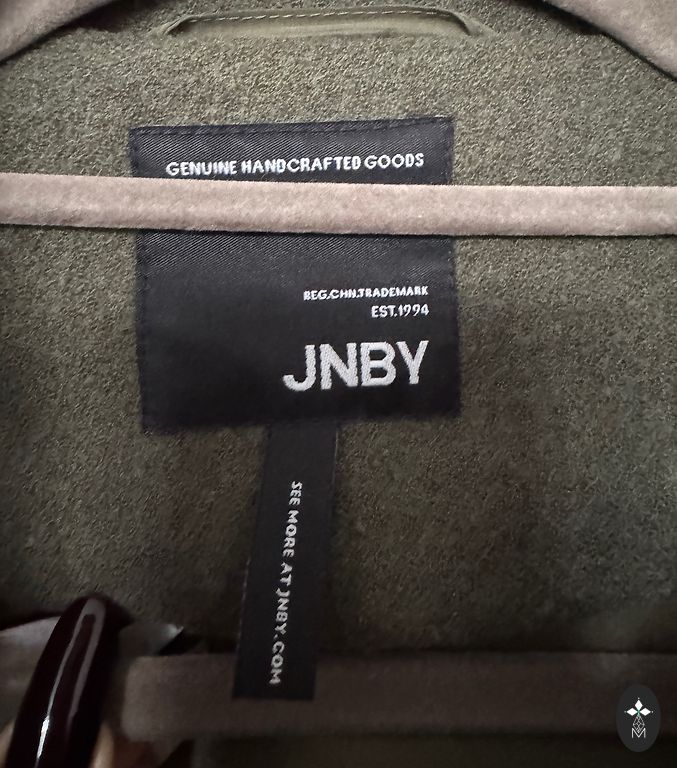 GENUINE HANDCRAFTED GOODS
REG.CHN.TRADEMARK
EST.1994
JNBY
SEE MORE AT JNBY.COM
M